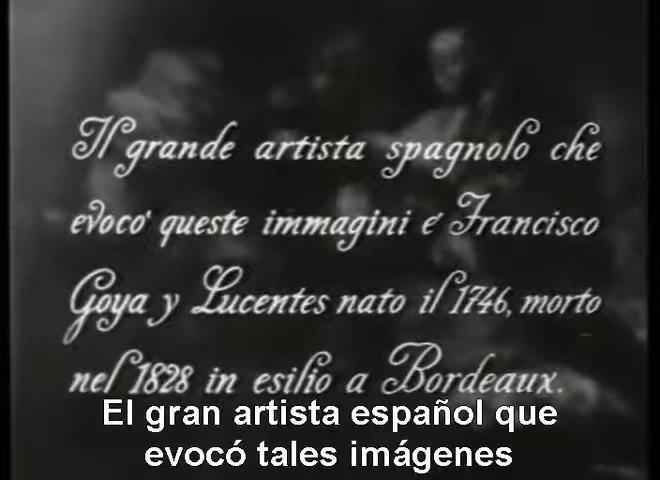 Il grande artista spagnolo che
evocò queste immagini è Francisco
Goya y Lucentes nato il 1746, morto
nel 1828 in esilio a Bordeaux.
El gran artista español que
evocó tales imágenes